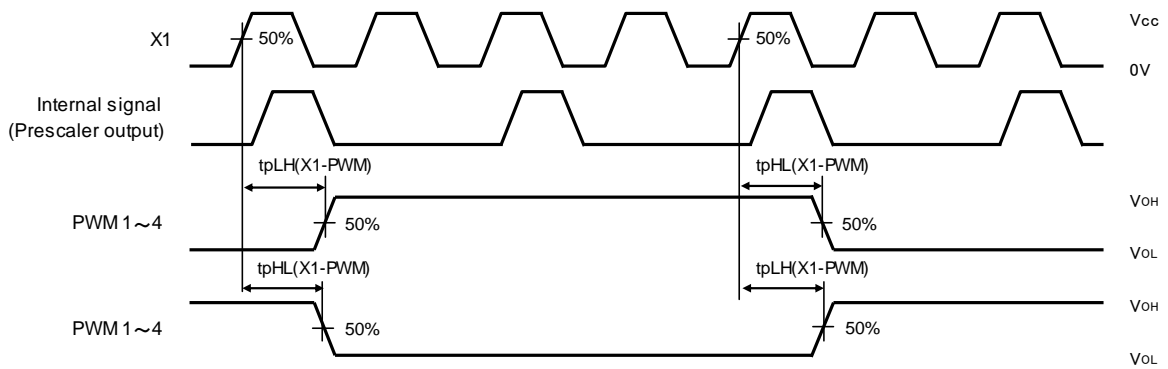 Vcc
X1
50%
50%
0V
Internal signal
(Prescaler output)
tpLH(X1-PWM)
tpHL(X1-PWM)
VOH
PWM 1～4
50%
50%
VOL
tpHL(X1-PWM)
tpLH(X1-PWM)
VOH
PWM 1～4
50%
50%
VOL